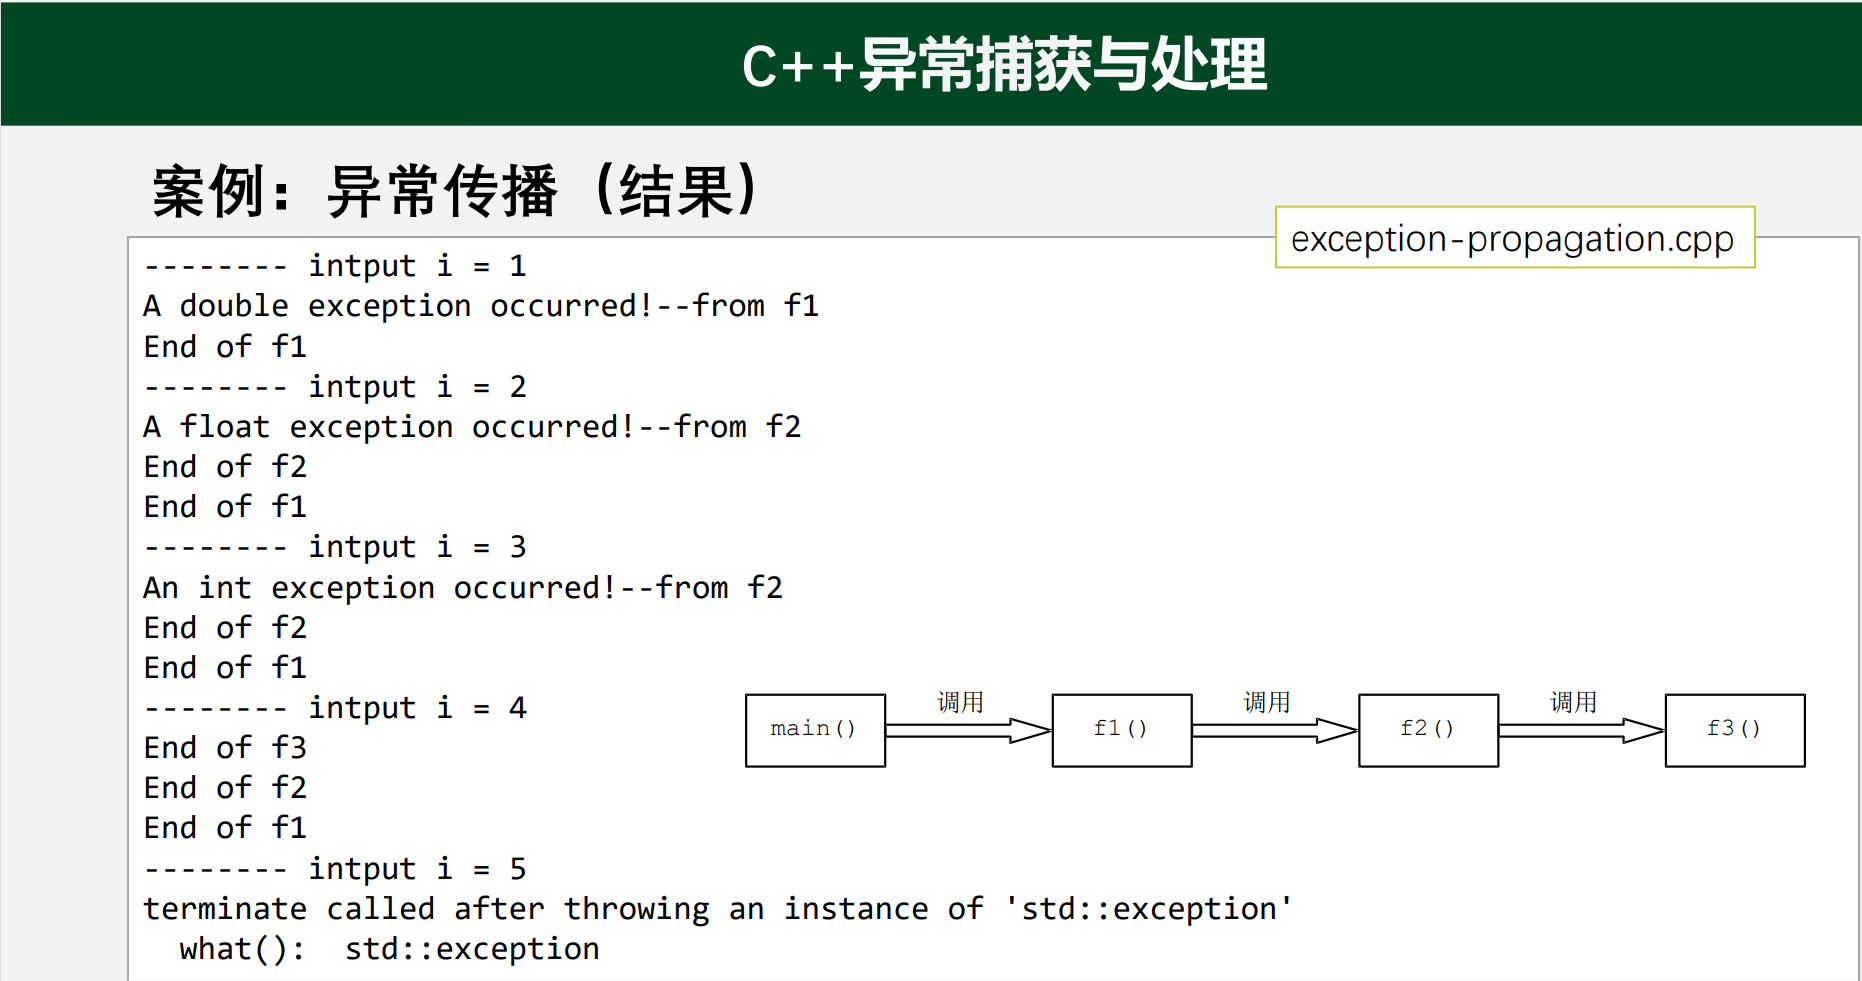 C++异常捕获与处理
案例：异常传播（结果）
exception-propagation.cpp
-------- intput i = 1
A double exception occurred!--from f1
End of f1
-------- intput i = 2
A float exception occurred!--from f2
End of f2
End of f1
-------- intput i = 3
An int exception occurred!--from f2
End of f2
End of f1
-------- intput i = 4
End of f3
End of f2
End of f1
-------- intput i = 5
terminate called after throwing an instance of 'std::exception'
  what():  std::exception
main() 调用 f1() 调用 f2() 调用 f3()